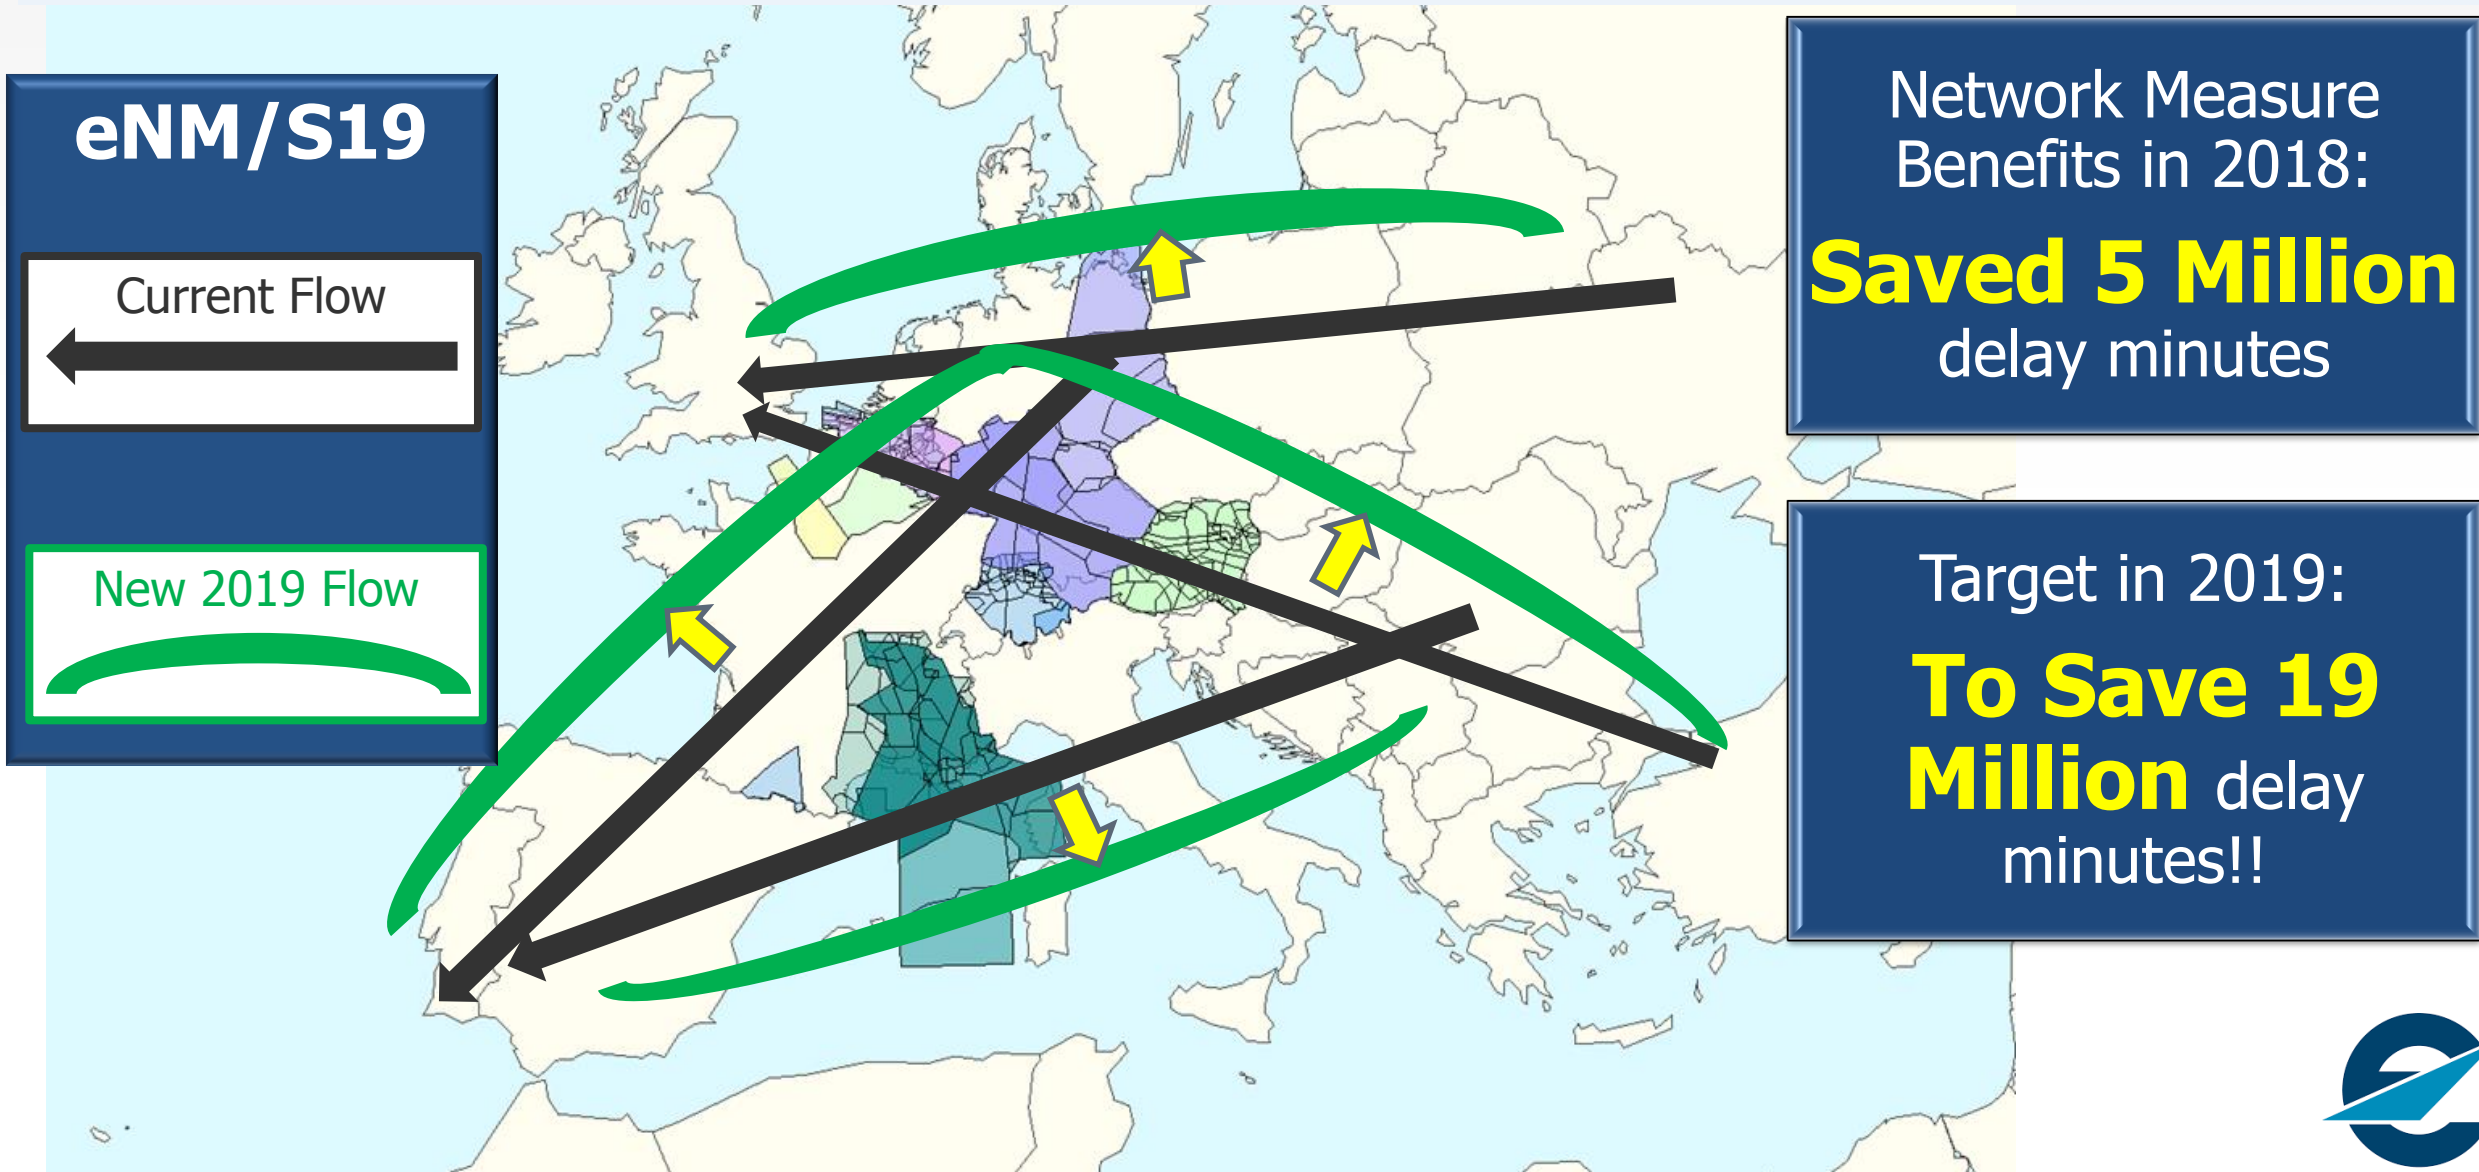 eNM/S19
Current Flow
New 2019 Flow
Network Measure
Benefits in 2018:
Saved 5 Million
delay minutes
Target in 2019:
To Save 19
Million delay
minutes!!